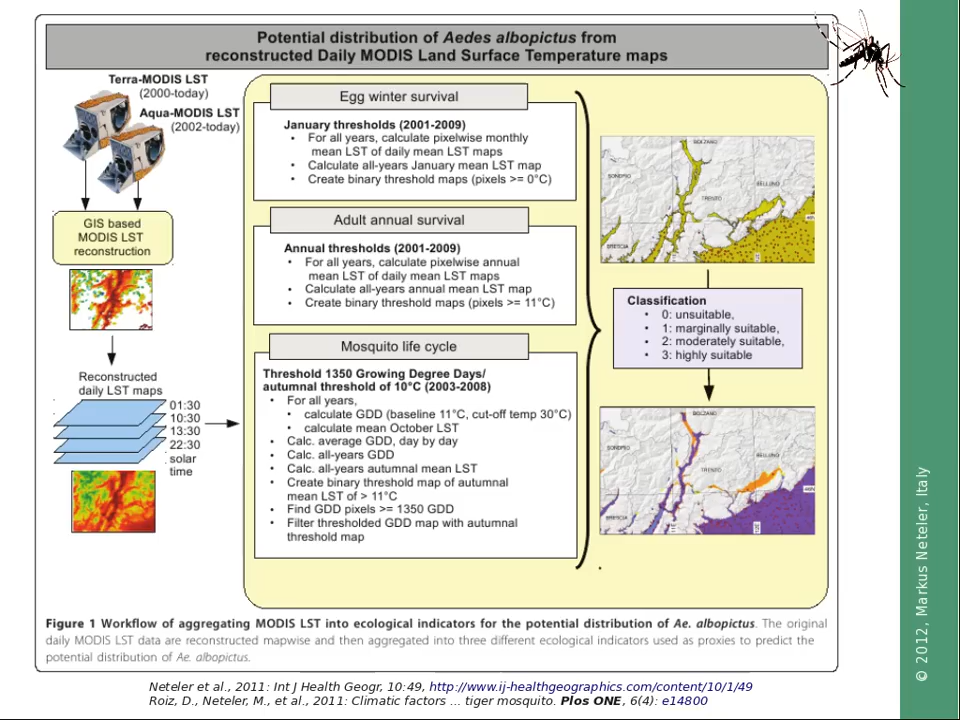 Potential distribution of Aedes albopictus from
reconstructed Daily MODIS Land Surface Temperature maps
Terra-MODIS LST
(2000-today)
Aqua-MODIS LST
(2002-today)
GIS based
MODIS LST
reconstruction
Reconstructed
daily LST maps
01:30
10:30
13:30
22:30
solar
time
Egg winter survival
January thresholds (2001-2009)
• For all years, calculate pixelwise monthly
mean LST of daily mean LST maps
• Calculate all-years January mean LST map
• Create binary threshold maps (pixels >= 0°C)
Adult annual survival
Annual thresholds (2001-2009)
• For all years, calculate pixelwise annual
mean LST of daily mean LST maps
• Calculate all-years annual mean LST map
• Create binary threshold maps (pixels >= 11°C)
Mosquito life cycle
Threshold 1350 Growing Degree Days/
autumnal threshold of 10°C (2003-2008)
• For all years,
• calculate GDD (baseline 11°C, cut-off temp 30°C)
• calculate mean October LST
• Calc. average GDD, day by day
• Calc. all-years GDD
• Calc. all-years autumnal mean LST
• Create binary threshold map of autumnal
mean LST of > 11°C
• Find GDD pixels >= 1350 GDD
• Filter thresholded GDD map with autumnal
threshold map
BOLZANO
SONDRIO
BELLUNO
TRENTO
BRESCIA
Classification
• 0: unsuitable,
• 1: marginally suitable,
• 2: moderately suitable,
• 3: highly suitable
BOLZANO
SONDRIO
BELLUNO
TRENTO
BRESCIA
Figure 1 Workflow of aggregating MODIS LST into ecological indicators for the potential distribution of Ae. albopictus. The original
daily MODIS LST data are reconstructed mapwise and then aggregated into three different ecological indicators used as proxies to predict the
potential distribution of Ae. albopictus.
Neteler et al., 2011: Int J Health Geogr, 10:49, http://www.ij-healthgeographics.com/content/10/1/49
Roiz, D., Neteler, M., et al., 2011: Climatic factors ... tiger mosquito. Plos ONE, 6(4): e14800
© 2012, Markus Neteler, Italy